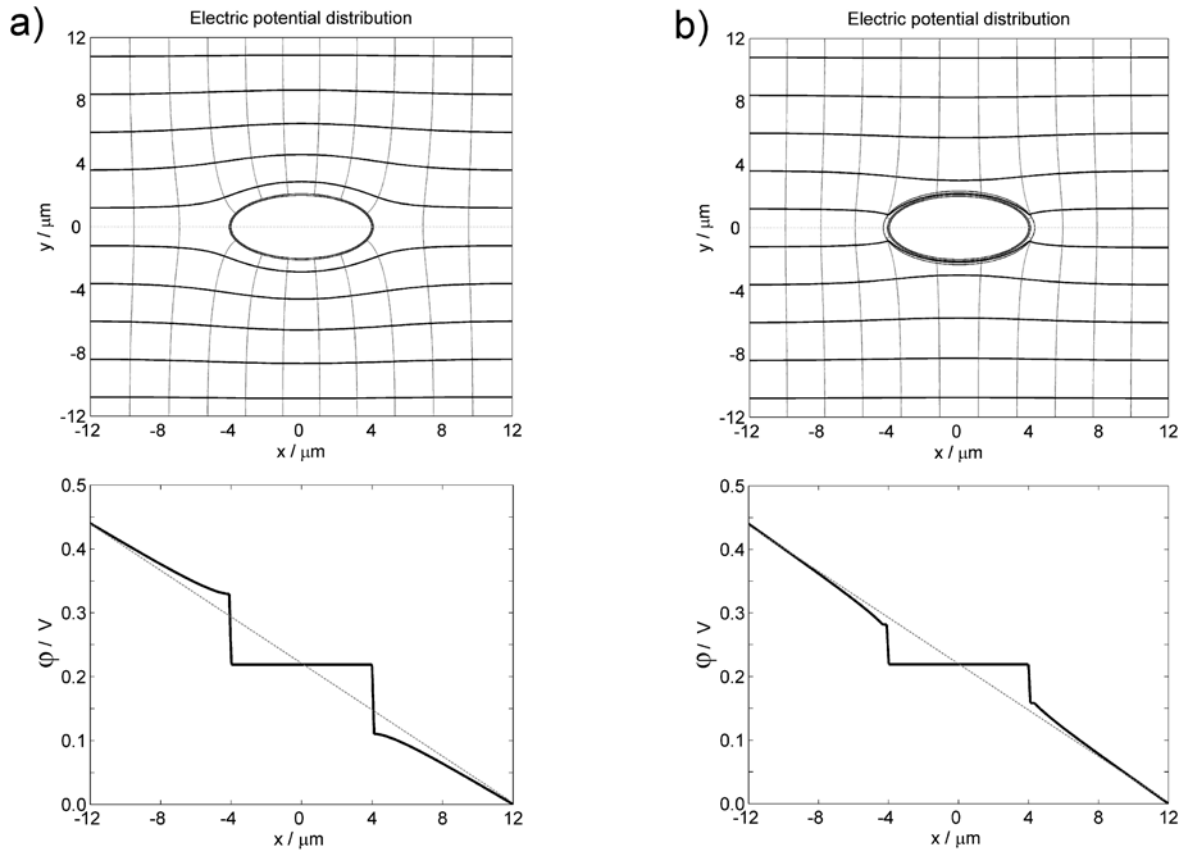 a)
Electric potential distribution
12
8
4
0
-4
-8
-12
y / μm
-12 -8 -4 0 4 8 12
x / μm
0.5
0.4
0.3
0.2
0.1
0.0
φ / V
-12 -8 -4 0 4 8 12
x / μm
b)
Electric potential distribution
12
8
4
0
-4
-8
-12
y / μm
-12 -8 -4 0 4 8 12
x / μm
0.5
0.4
0.3
0.2
0.1
0.0
φ / V
-12 -8 -4 0 4 8 12
x / μm